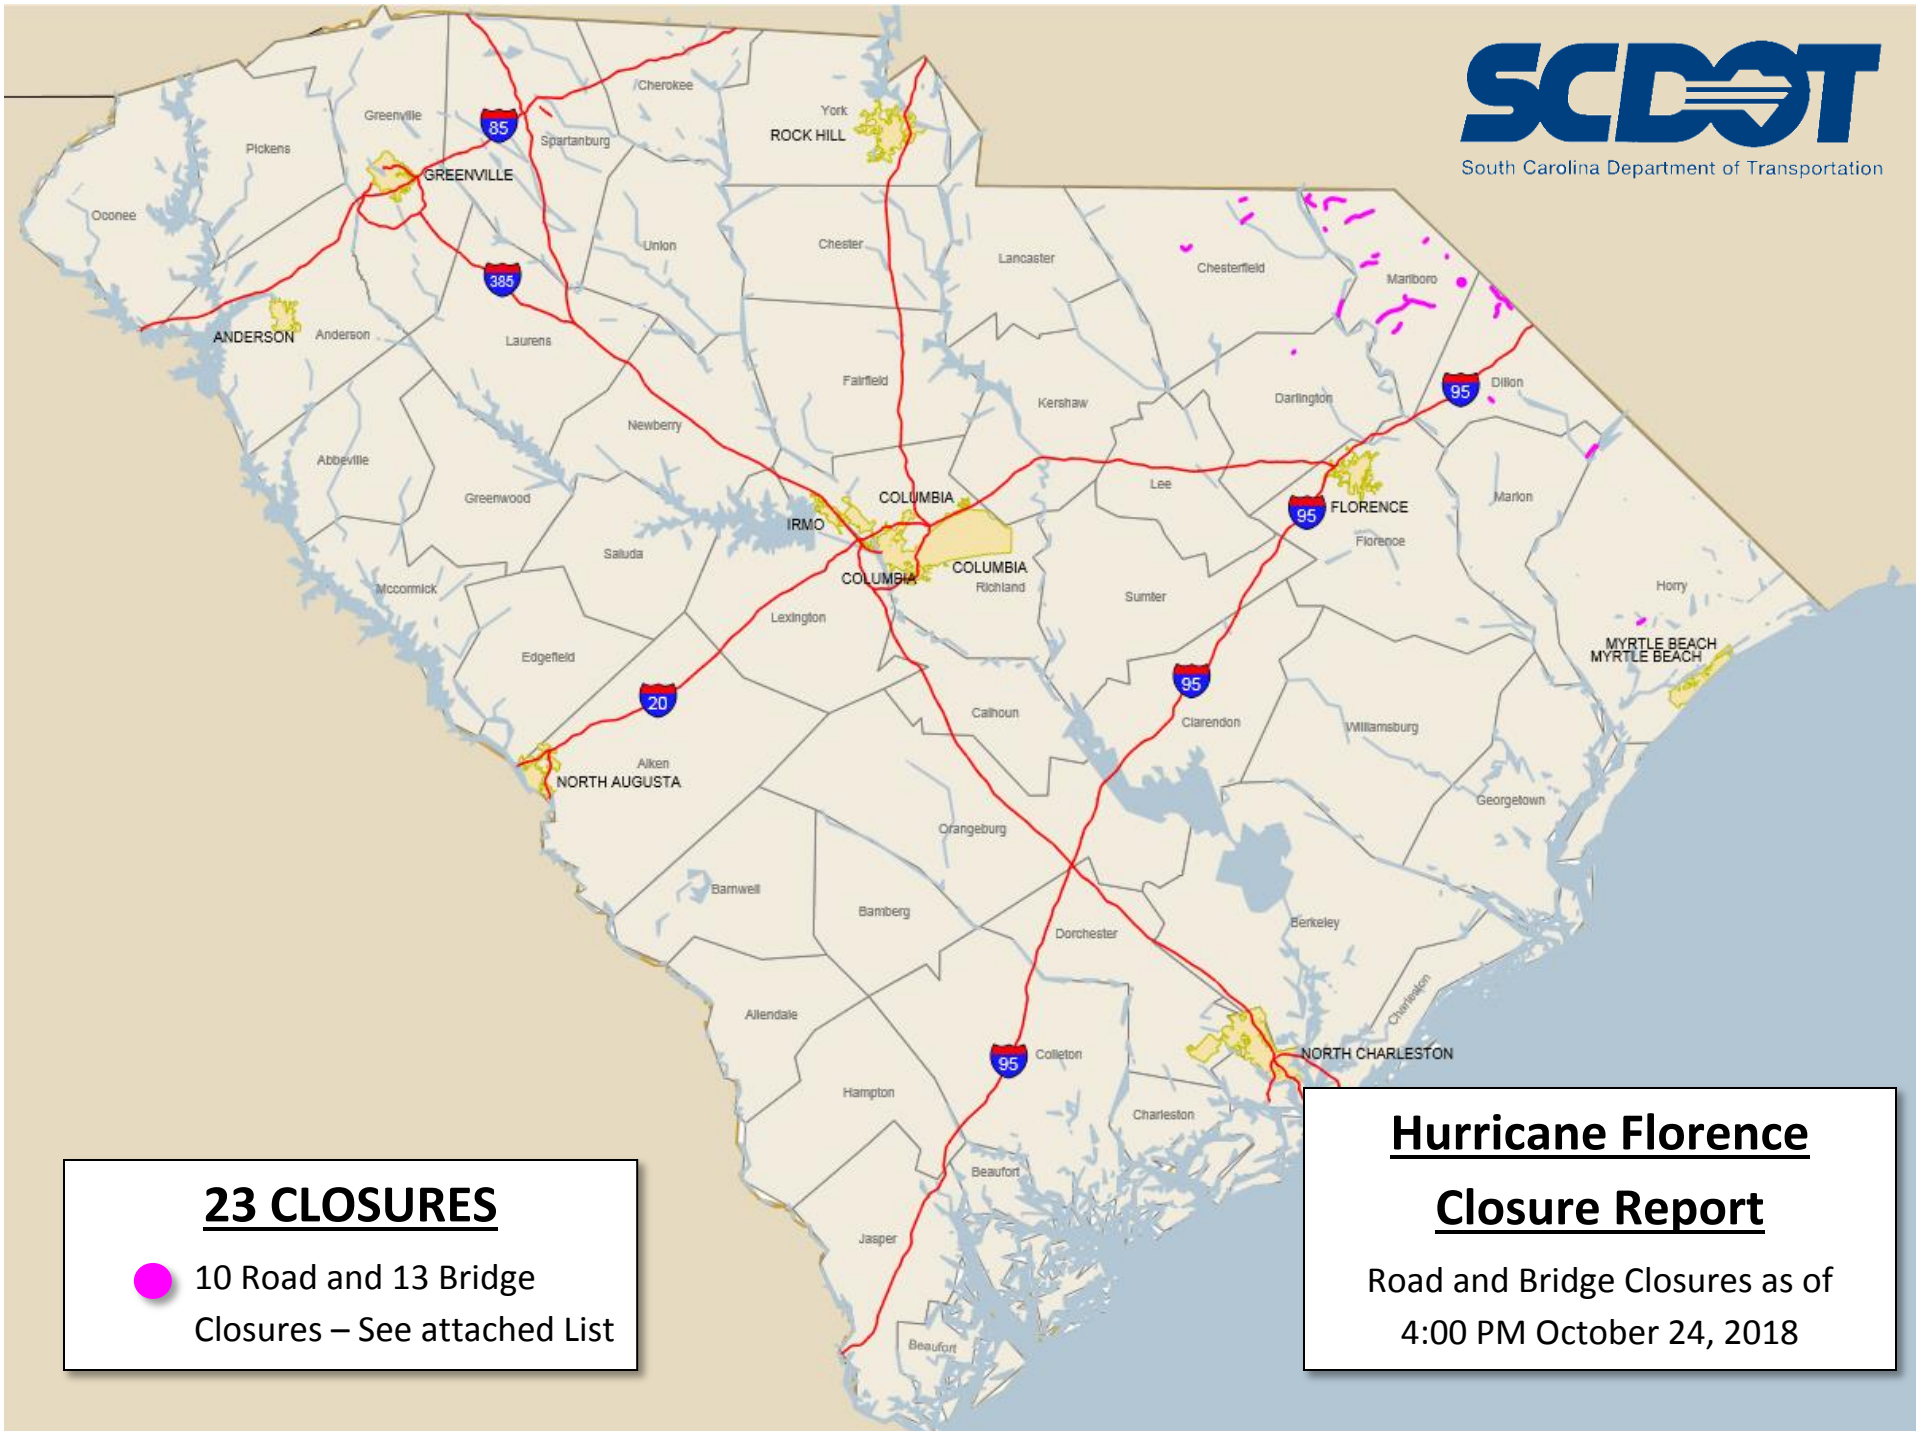 SCDOT
South Carolina Department of Transportation
Cherokee
Greenville
York
ROCK HILL
85
Spartanburg
Pickens
GREENVILLE
Oconee
Union
Chester
Lancaster
Chesterfield
Marlboro
385
ANDERSON
Anderson
Laurens
Fairfield
Kershaw
Darlington
95
Dillon
Newberry
Abbeville
Greenwood
COLUMBIA
Lee
Marion
IRMO
95
FLORENCE
Florence
Saluda
COLUMBIA
COLUMBIA
Richland
Mccormick
Sumter
Horry
Lexington
MYRTLE BEACH
MYRTLE BEACH
Edgefield
95
20
Calhoun
Clarendon
Williamsburg
Aiken
NORTH AUGUSTA
Georgetown
Orangeburg
Barnwell
Bamberg
Berkeley
Dorchester
Charleston
Allendale
95
Colleton
NORTH CHARLESTON
Hampton
Charleston
Beaufort
Jasper
Beaufort
23 CLOSURES
10 Road and 13 Bridge
Closures – See attached List
Hurricane Florence
Closure Report
Road and Bridge Closures as of
4:00 PM October 24, 2018